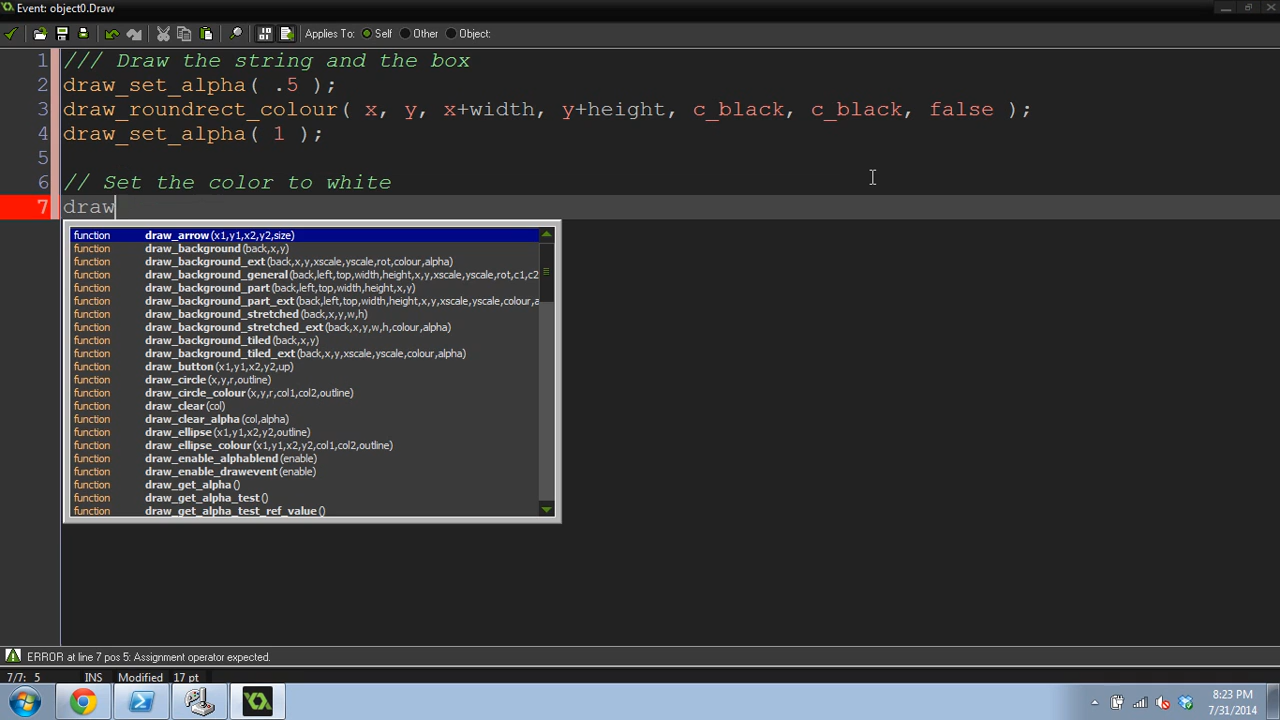 Event: object0.Draw
Applies To: Self Other Object:
1 /// Draw the string and the box
2 draw_set_alpha( .5 );
3 draw_roundrect_colour( x, y, x+width, y+height, c_black, c_black, false );
4 draw_set_alpha( 1 );
5
6 // Set the color to white
7 draw
function draw_arrow(x1,y1,x2,y2,size)
function draw_background(back,x,y)
function draw_background_ext(back,x,y,xscale,yscale,rot,colour,alpha)
function draw_background_general(back,left,top,width,height,x,y,xscale,yscale,rot,c1,c2
function draw_background_part(back,left,top,width,height,x,y)
function draw_background_part_ext(back,left,top,width,height,x,y,xscale,yscale,colour,a
function draw_background_stretched(back,x,y,w,h)
function draw_background_stretched_ext(back,x,y,w,h,colour,alpha)
function draw_background_tiled(back,x,y)
function draw_background_tiled_ext(back,x,y,xscale,yscale,colour,alpha)
function draw_button(x1,y1,x2,y2,up)
function draw_circle(x,y,r,outline)
function draw_circle_colour(x,y,r,col1,col2,outline)
function draw_clear(col)
function draw_clear_alpha(col,alpha)
function draw_ellipse(x1,y1,x2,y2,outline)
function draw_ellipse_colour(x1,y1,x2,y2,col1,col2,outline)
function draw_enable_alphablend(enable)
function draw_enable_drawevent(enable)
function draw_get_alpha()
function draw_get_alpha_test()
function draw_get_alpha_test_ref_value()
ERROR at line 7 pos 5: Assignment operator expected.
7/7: 5 INS Modified 17 pt
8:23 PM
7/31/2014